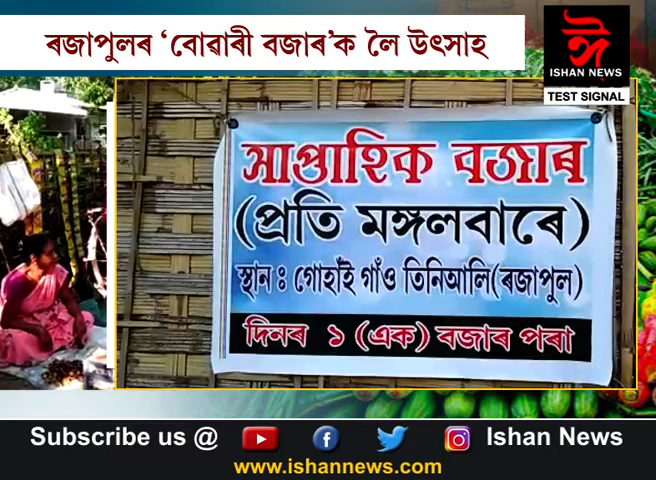 ৰজাপুলৰ ‘বোৱাৰী বজাৰ’ক লৈ উৎসাহ
ঈ
ISHAN NEWS
TEST SIGNAL
সাপ্তাহিক বজাৰ
(প্ৰতি মঙ্গলবাৰে)
স্থান ঃ গোহাঁই গাঁও তিনিআলি(ৰজাপুল)
দিনৰ ১ (এক) বজাৰ পৰা
Subscribe us @ Ishan News
www.ishannews.com